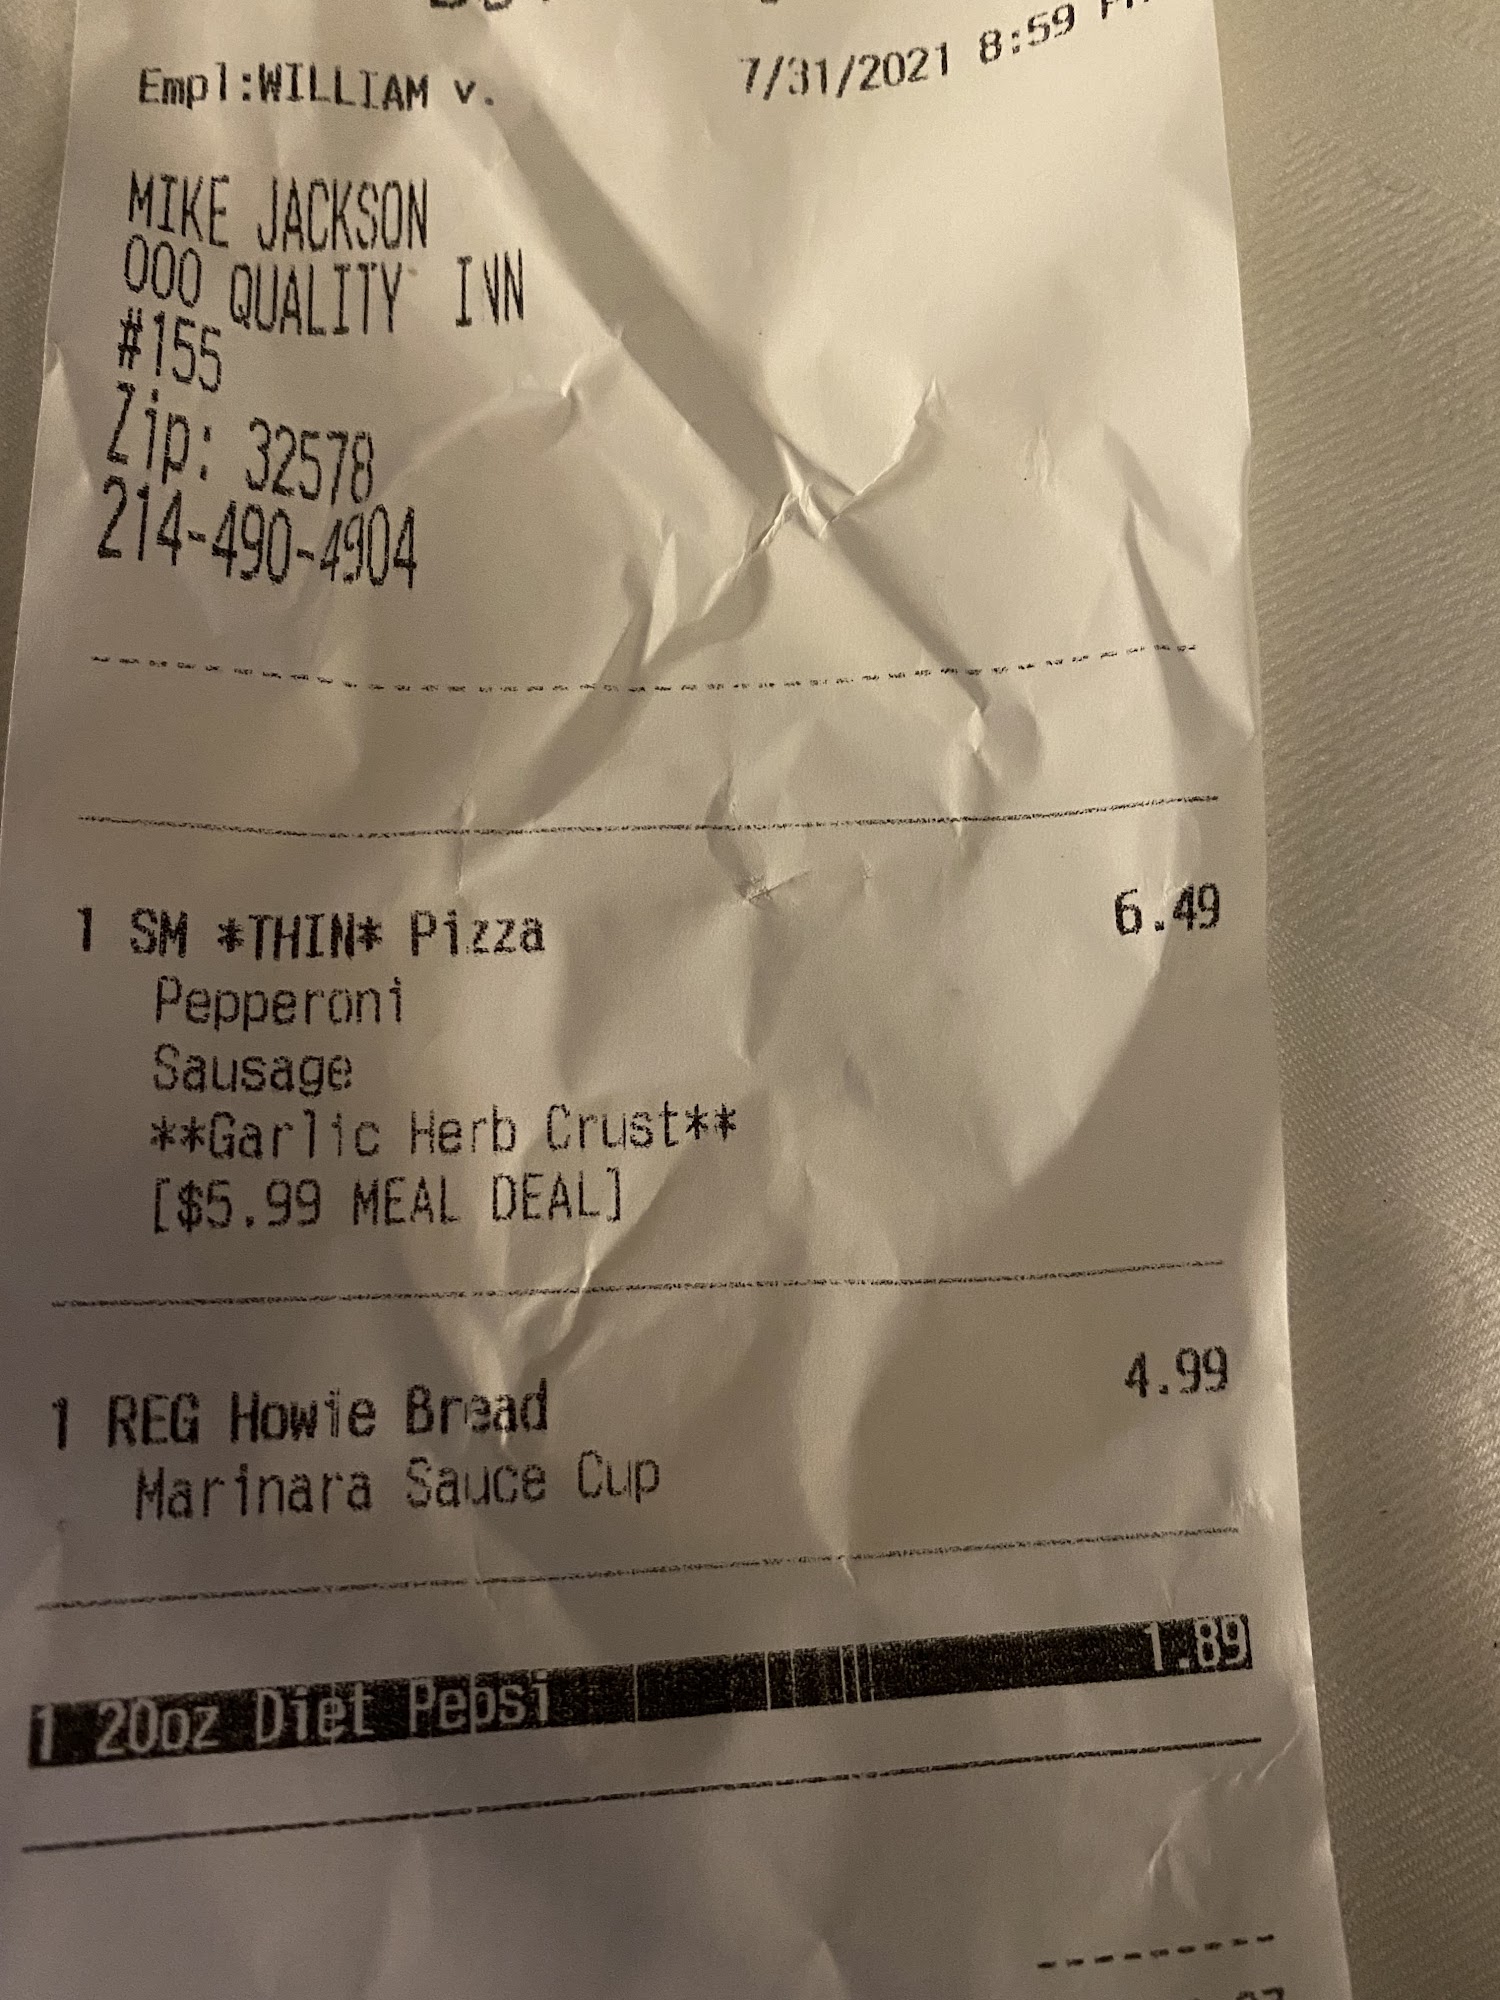 Empl:WILLIAM v.
7/31/2021 8:59
MIKE JACKSON
000 QUALITY INN
#155
Zip: 32578
214-490-4904
1 SM *THIN* Pizza 6.49
Pepperoni
Sausage
**Garlic Herb Crust**
[$5.99 MEAL DEAL]
1 REG Howie Bread 4.99
Marinara Sauce Cup
1 20oz Diet Pepsi 1.89